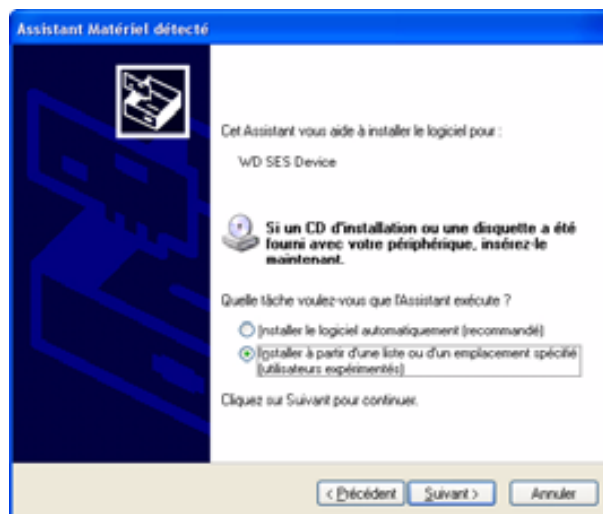 Assistant Matériel détecté
Cet Assistant vous aide à installer le logiciel pour :
WD SES Device
Si un CD d'installation ou une disquette a été
fourni avec votre périphérique, insérez-le
maintenant.
Quelle tâche voulez-vous que l'Assistant exécute ?
Installer le logiciel automatiquement (recommandé)
Installer à partir d'une liste ou d'un emplacement spécifié
(utilisateurs expérimentés)
Cliquez sur Suivant pour continuer.
< Précédent Suivant > Annuler